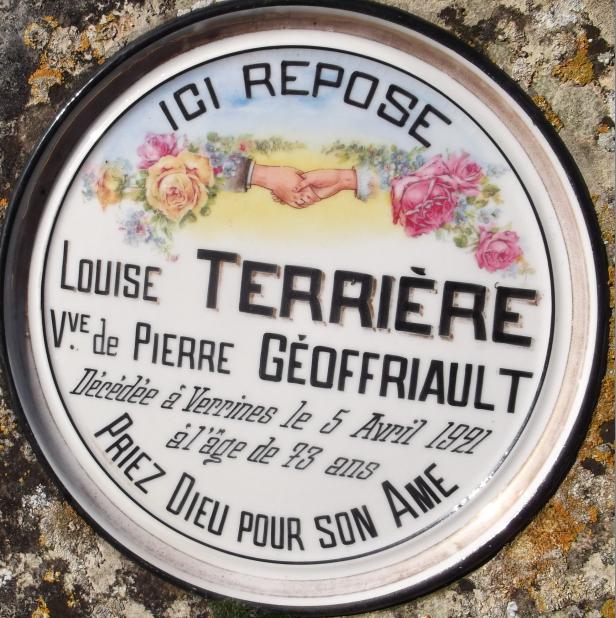 ICI REPOSE
LOUISE TERRIÈRE
Vve. de PIERRE GÉOFFRIAULT
Décédée à Verrines le 5 Avril 1921
à l'âge de 73 ans
PRIEZ DIEU POUR SON AME